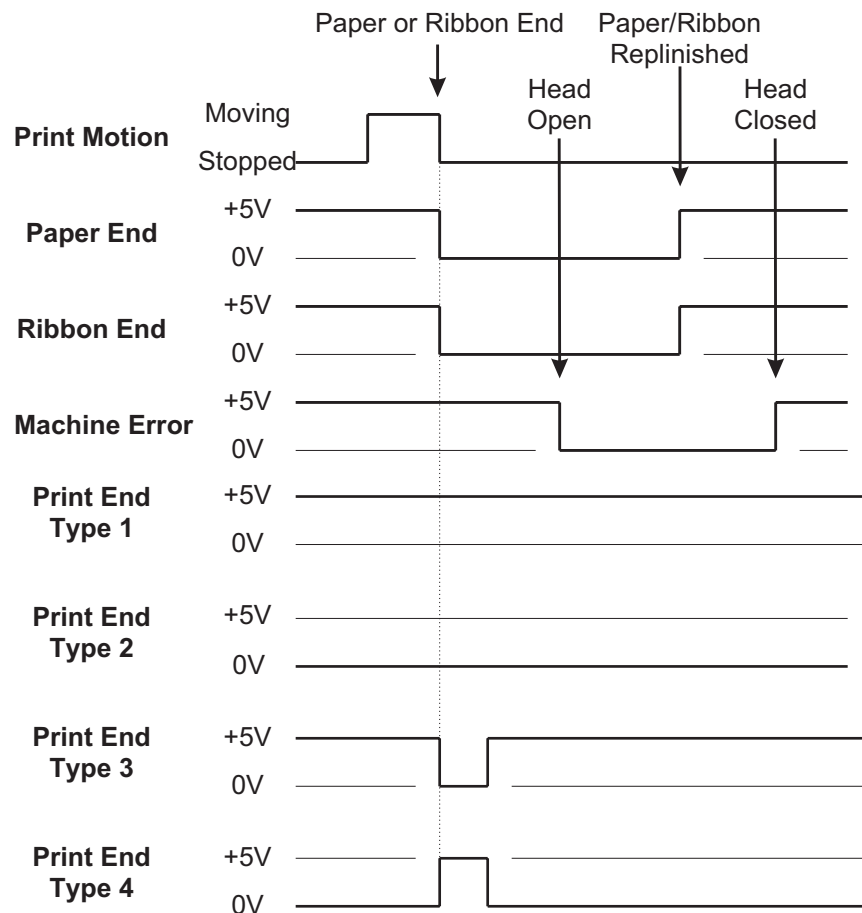 Paper or Ribbon End
Paper/Ribbon
Replinished
Head
Open
Head
Closed
Print Motion
Moving
Stopped
Paper End
+5V
0V
Ribbon End
+5V
0V
Machine Error
+5V
0V
Print End
Type 1
+5V
0V
Print End
Type 2
+5V
0V
Print End
Type 3
+5V
0V
Print End
Type 4
+5V
0V